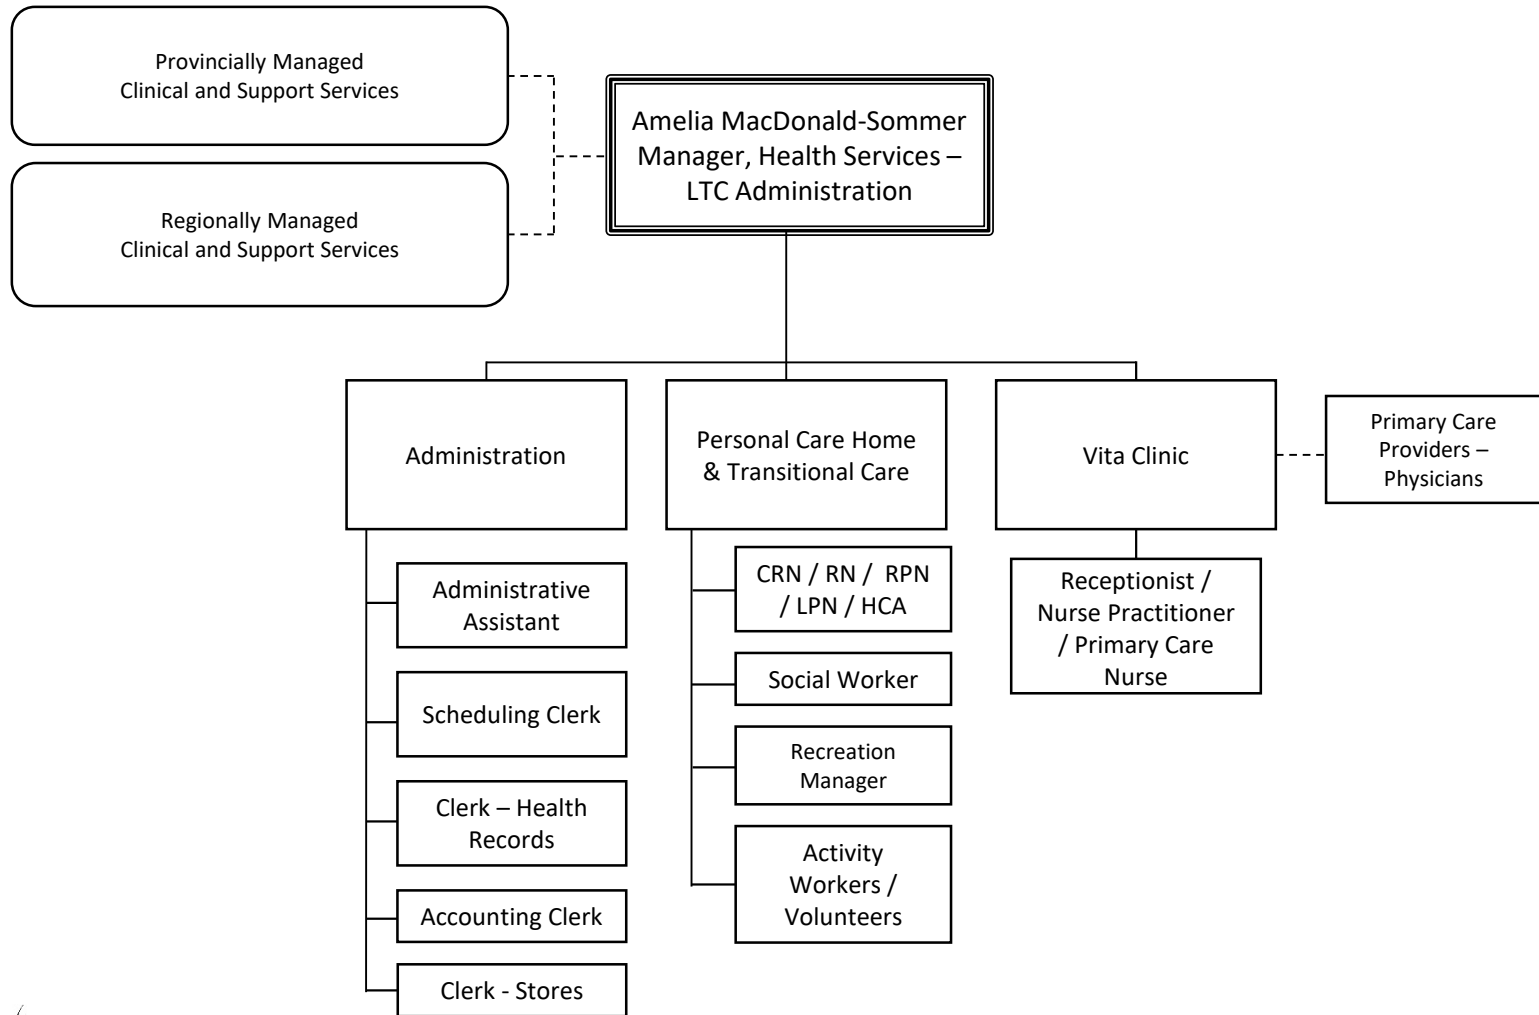 Provincially Managed
Clinical and Support Services
Amelia MacDonald-Sommer
Manager, Health Services –
LTC Administration
Regionally Managed
Clinical and Support Services
Administration
Personal Care Home
& Transitional Care
Vita Clinic
Primary Care
Providers –
Physicians
Administrative
Assistant
Scheduling Clerk
Clerk – Health
Records
Accounting Clerk
Clerk - Stores
CRN / RN /  RPN
/ LPN / HCA
Social Worker
Recreation
Manager
Activity
Workers /
Volunteers
Receptionist /
Nurse Practitioner
/ Primary Care
Nurse